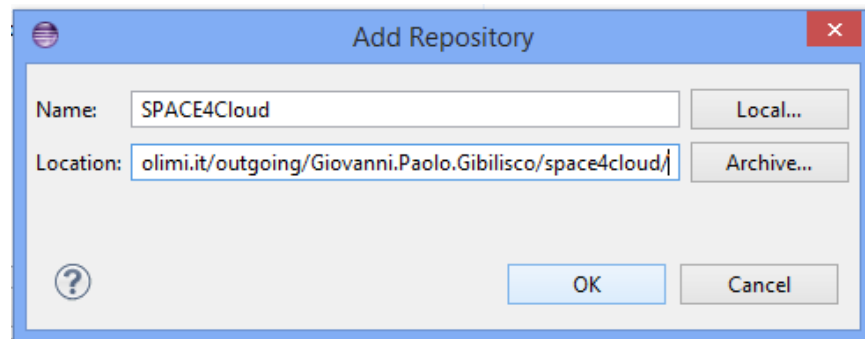 Add Repository
Name: SPACE4Cloud Local...
Location: olimi.it/outgoing/Giovanni.Paolo.Gibilisco/space4cloud/ Archive...
? OK Cancel